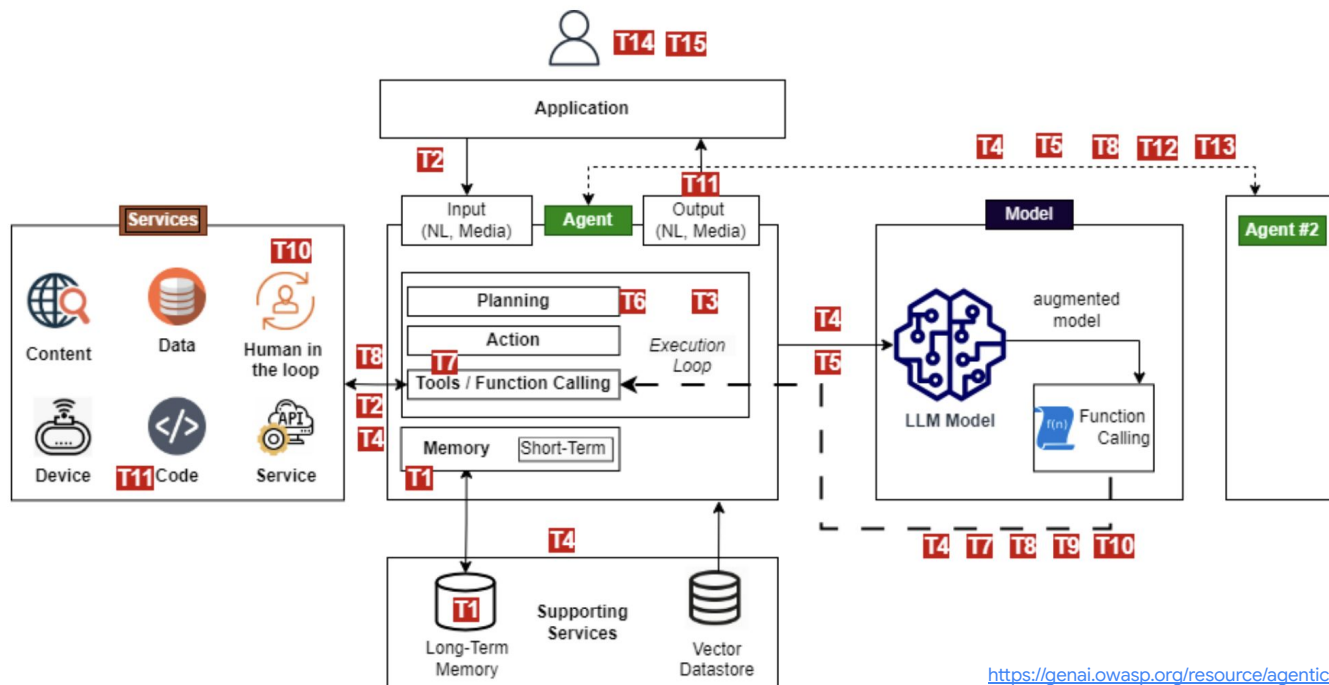 T14 T15
Application
T2
T4 T5 T8 T12 T13
T11
Services
Input
(NL, Media)
Agent
Output
(NL, Media)
Model
Agent #2
T10
Content
Data
Human in
the loop
Device
T11
Code
API
Service
T8
T2
T4
Planning
T6
T3
Action
Execution
Loop
T7
Tools / Function Calling
Memory
Short-Term
T1
T4
T5
augmented
model
LLM Model
f(n)
Function
Calling
T4 T7 T8 T9 T10
T4
T1
Long-Term
Memory
Supporting
Services
Vector
Datastore
https://genai.owasp.org/resource/agentic